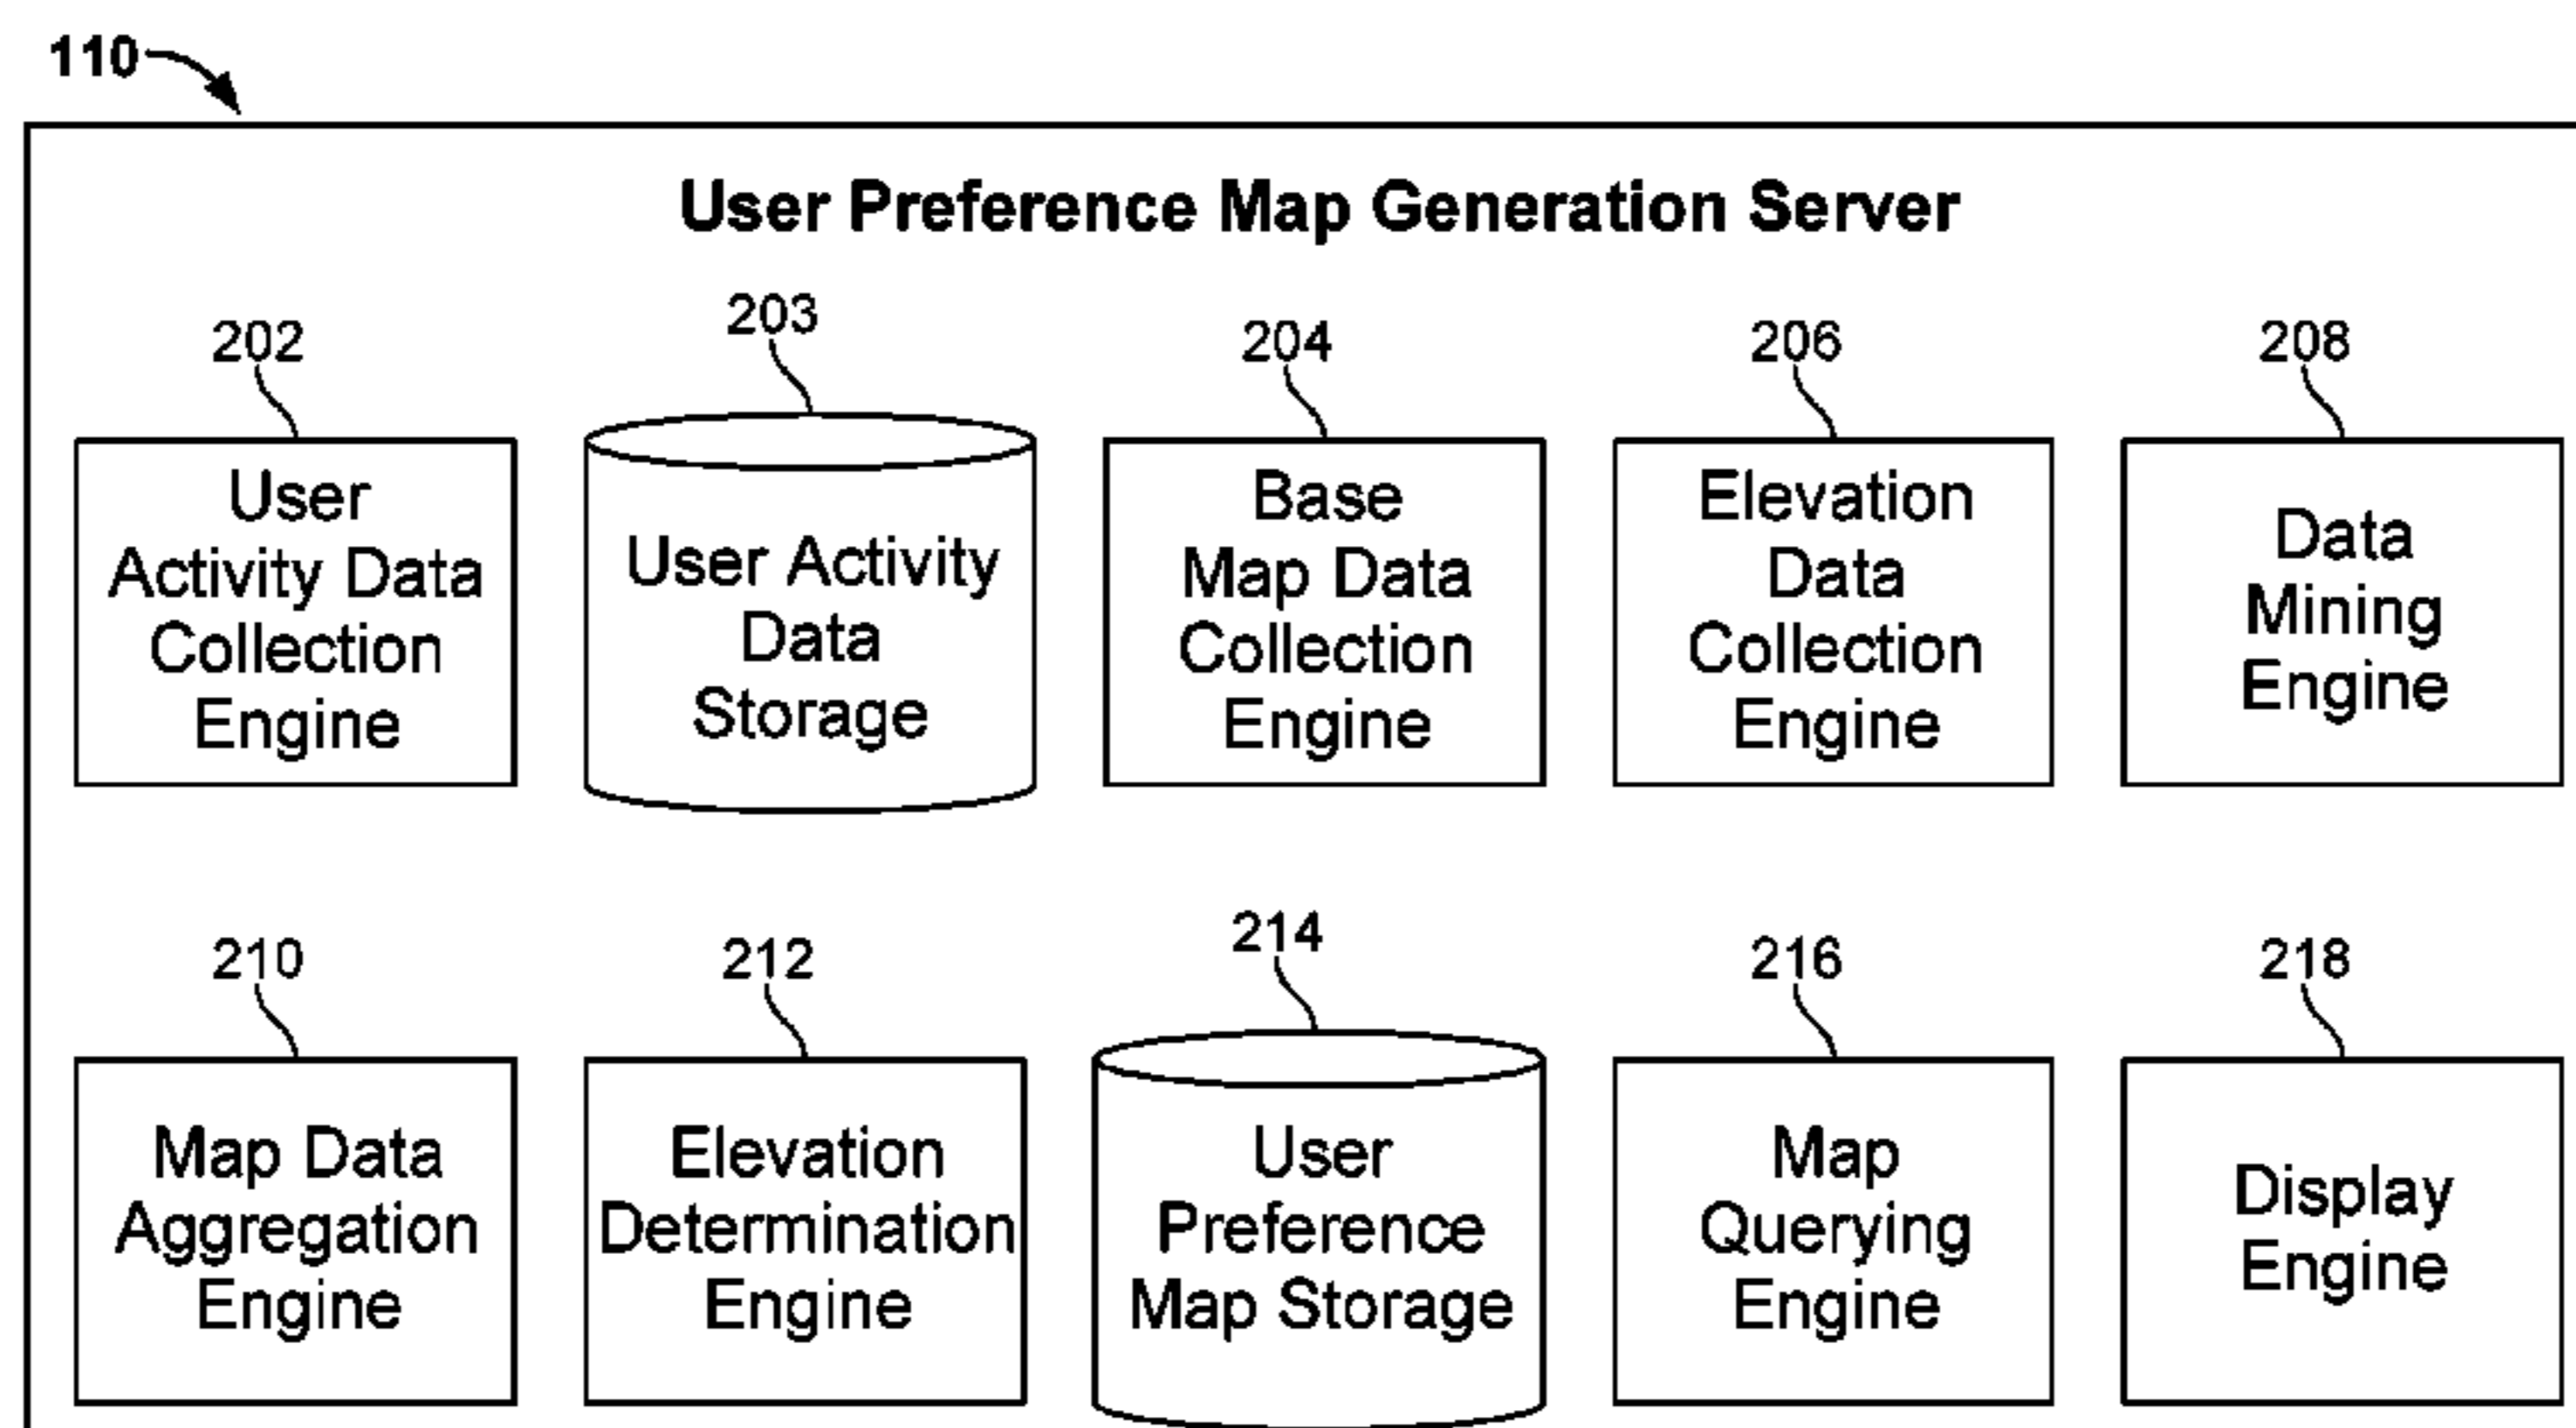 110
User Preference Map Generation Server
202
203
204
206
208
User
Activity Data
Collection
Engine
User Activity
Data
Storage
Base
Map Data
Collection
Engine
Elevation
Data
Collection
Engine
Data
Mining
Engine
210
212
214
216
218
Map Data
Aggregation
Engine
Elevation
Determination
Engine
User
Preference
Map Storage
Map
Querying
Engine
Display
Engine